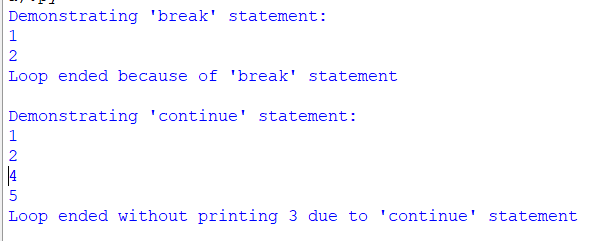 Demonstrating 'break' statement:
1
2
Loop ended because of 'break' statement
Demonstrating 'continue' statement:
1
2
4
5
Loop ended without printing 3 due to 'continue' statement